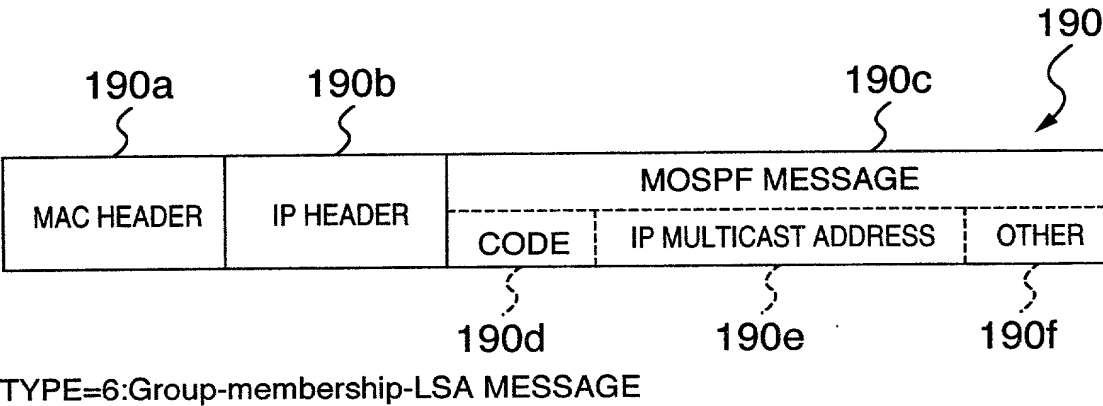 190
190a 190b 190c
MAC HEADER IP HEADER MOSPF MESSAGE
CODE IP MULTICAST ADDRESS OTHER
190d 190e 190f
TYPE=6:Group-membership-LSA MESSAGE